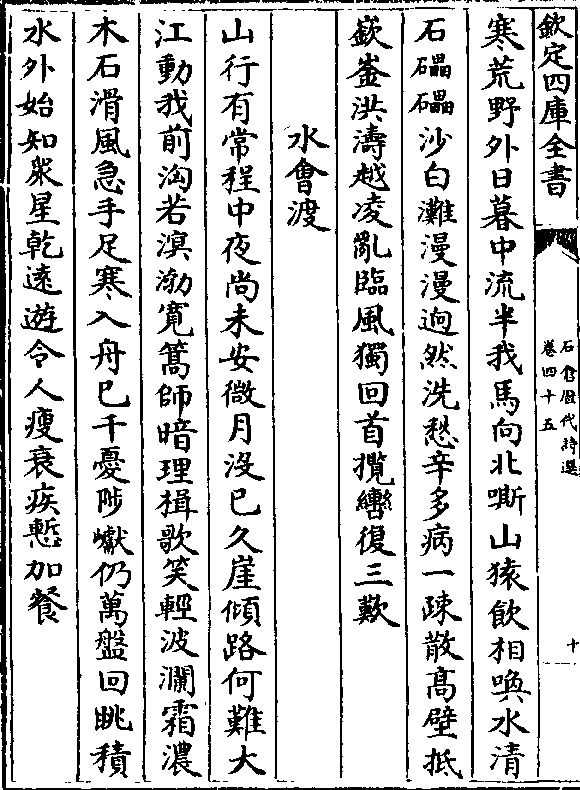 欽定四庫全書
石倉歷代詩選
卷四十五
十
寒荒野外日暮中流半我馬向北嘶山猿飲相喚水清
石礧礧沙白灘漫漫逈然洗愁辛多病一疎散髙壁抵
嶔崟洪濤越凌亂臨風獨回首攬轡復三歎
水會渡
山行有常程中夜尚未安微月没已久崖傾路何難大
江動我前洶若溟渤寛篙師暗理楫歌笑輕波瀾霜濃
木石滑風急手足寒入舟已千憂陟巘仍萬盤回眺積
水外始知衆星乾逺遊令人瘦衰疾慙加餐